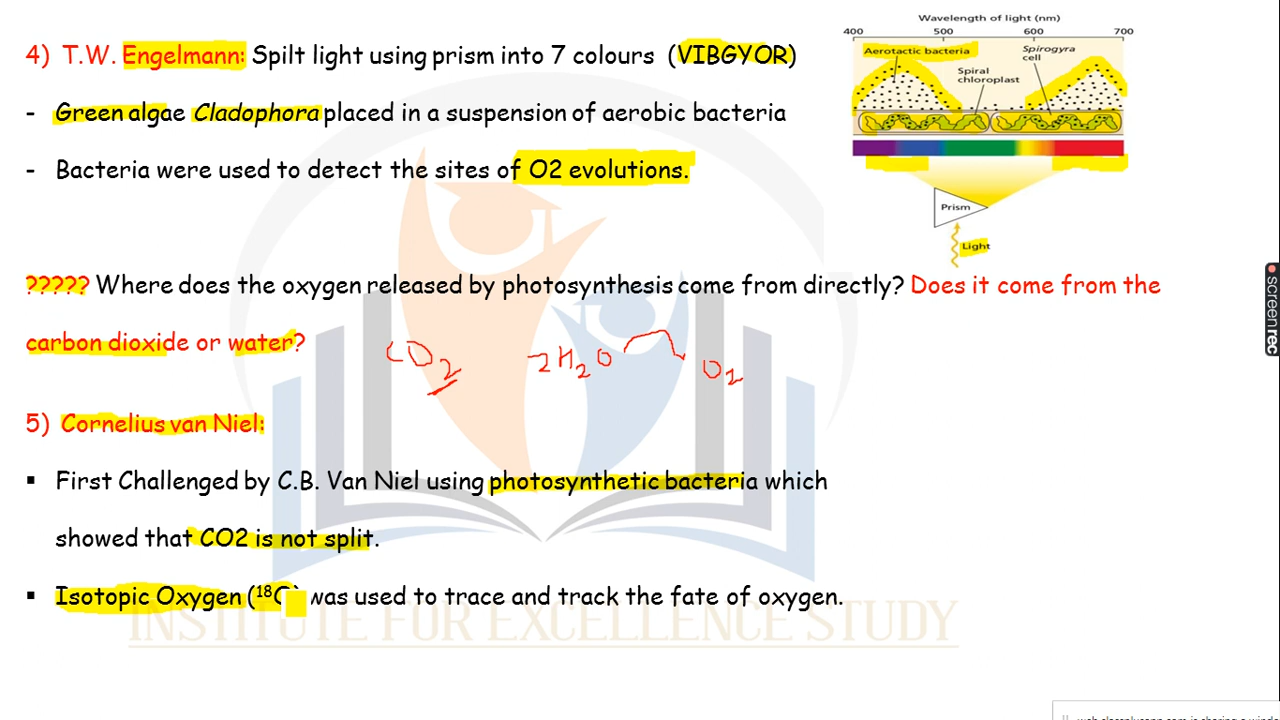 4) T.W. Engelmann: Spilt light using prism into 7 colours (VIBGYOR)
- Green algae Cladophora placed in a suspension of aerobic bacteria
- Bacteria were used to detect the sites of O2 evolutions.
Wavelength of light (nm)
400 500 600 700
Aerotactic bacteria
Spirogyra
cell
Spiral
chloroplast
Prism
Light
????? Where does the oxygen released by photosynthesis come from directly? Does it come from the
carbon dioxide or water?
CO2 2H2O O2
5) Cornelius van Niel:
▪ First Challenged by C.B. Van Niel using photosynthetic bacteria which
showed that CO2 is not split.
▪ Isotopic Oxygen (18O) was used to trace and track the fate of oxygen.
INSTITUTE FOR EXCELLENCE STUDY
screenrec